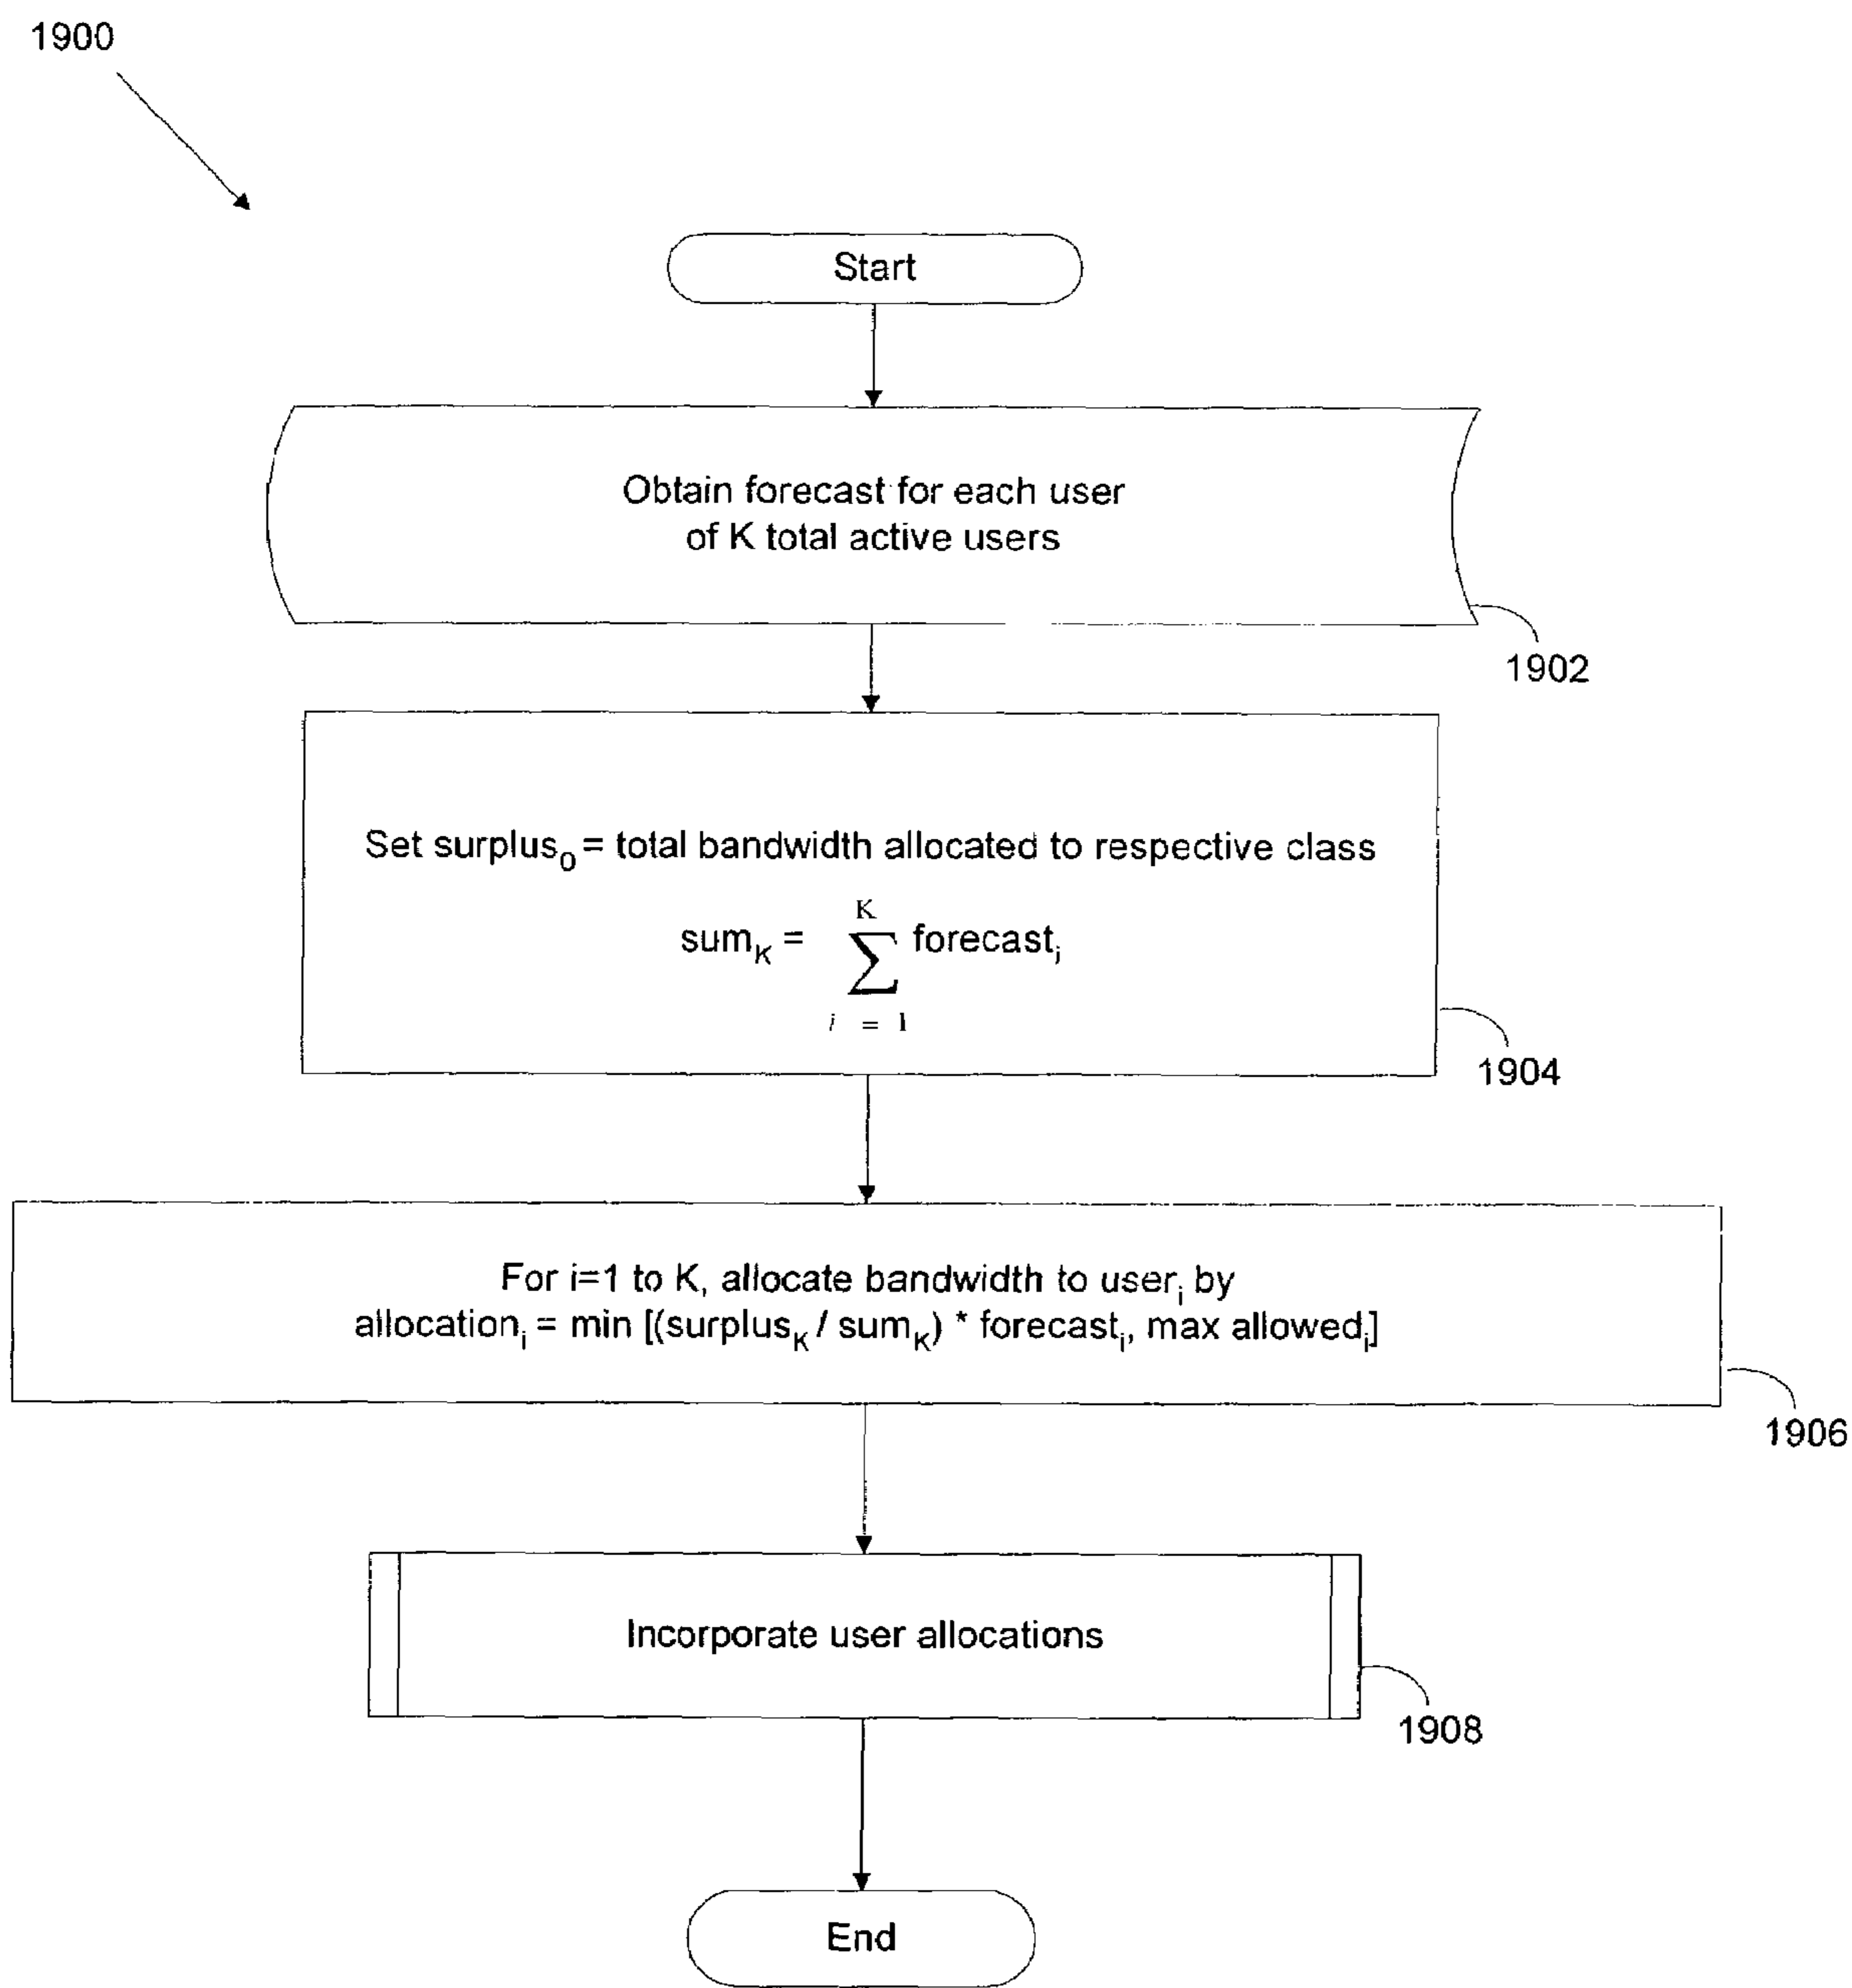 1900
Start
Obtain forecast for each user
of K total active users
1902
Set surplus₀ = total bandwidth allocated to respective class
K
sumₖ = ∑ forecastᵢ
i = 1
1904
For i=1 to K, allocate bandwidth to userᵢ by
allocationᵢ = min [(surplusₖ / sumₖ) * forecastᵢ, max allowedᵢ]
1906
Incorporate user allocations
1908
End